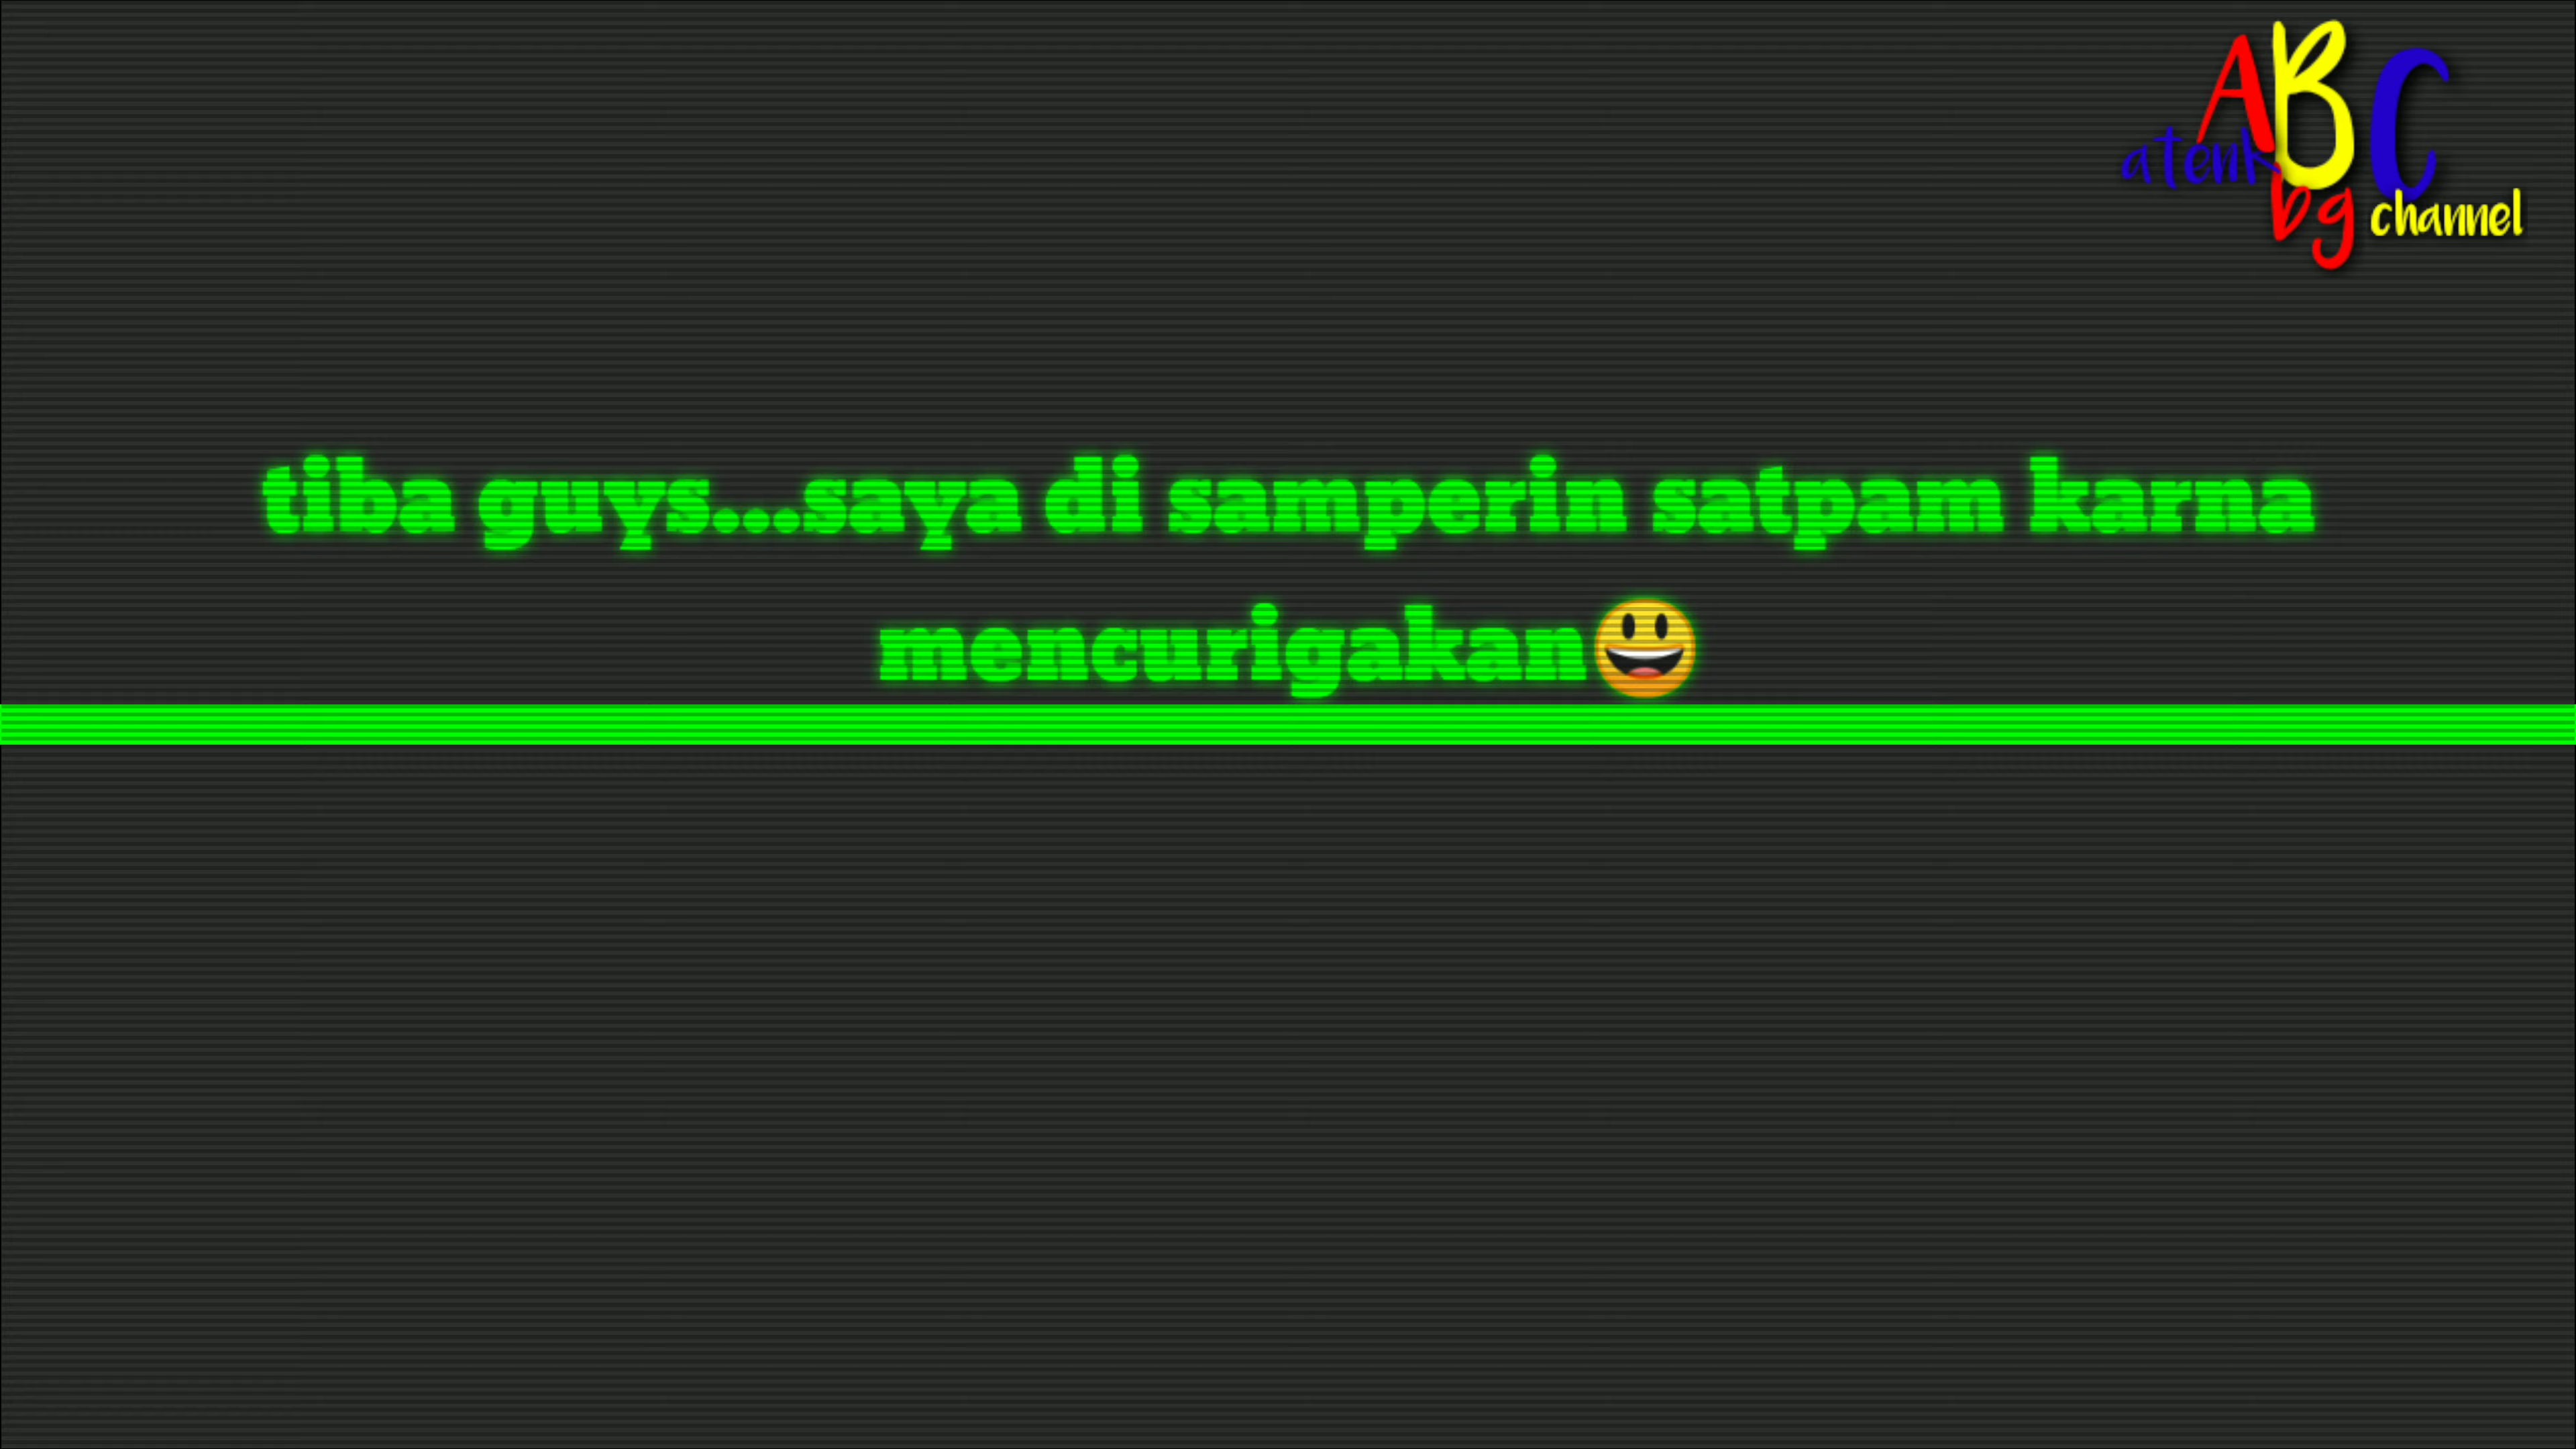 ABC
atenk
bg channel
tiba guys...saya di samperin satpam karna
mencurigakan😃